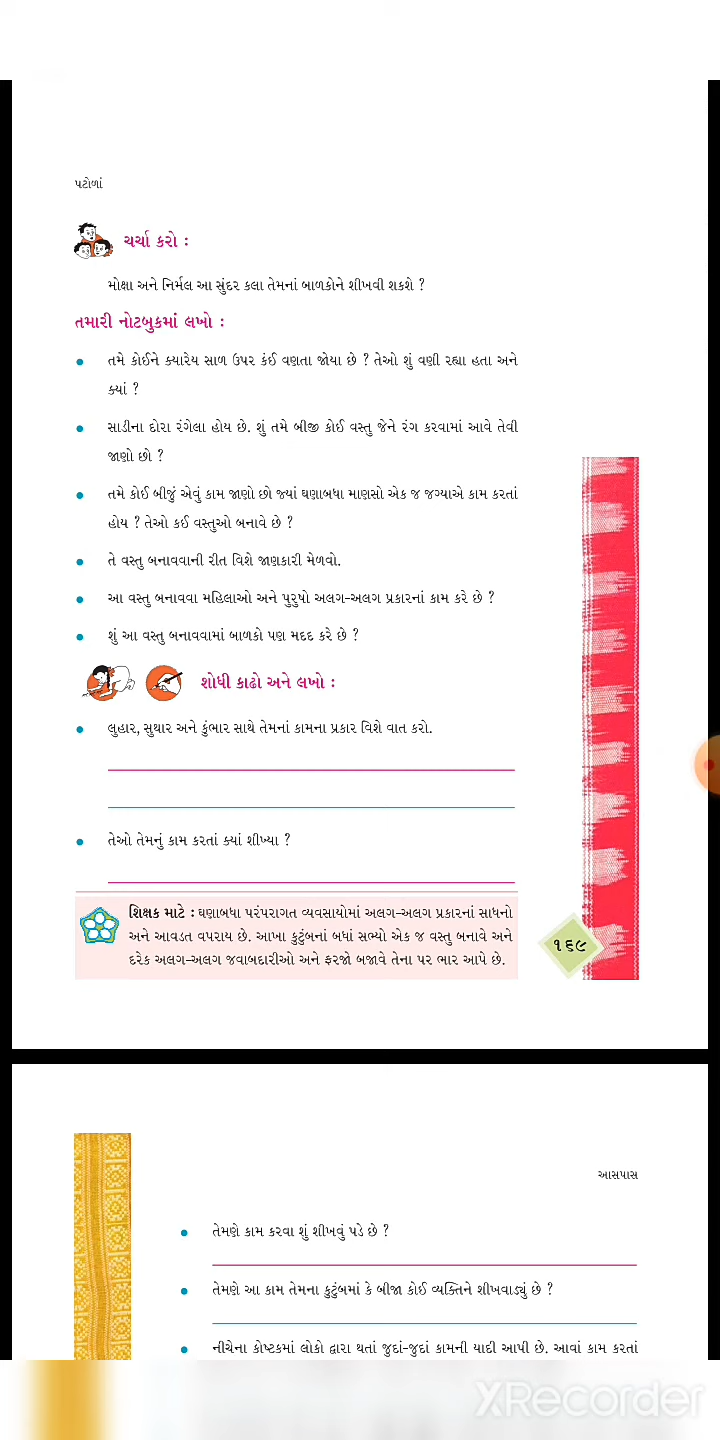 પટોળાં
ચર્ચા કરો :
મોક્ષા અને નિર્મલ આ સુંદર કલા તેમનાં બાળકોને શીખવી શકશે ?
તમારી નોટબુકમાં લખો :
• તમે કોઈને ક્યારેય સાળ ઉપર કંઈ વણતા જોયા છે ? તેઓ શું વણી રહ્યા હતા અને
ક્યાં ?
• સાડીના દોરા રંગેલા હોય છે. શું તમે બીજી કોઈ વસ્તુ જેને રંગ કરવામાં આવે તેવી
જાણો છો ?
• તમે કોઈ બીજું એવું કામ જાણો છો જ્યાં ઘણાબધા માણસો એક જ જગ્યાએ કામ કરતાં
હોય ? તેઓ કઈ વસ્તુઓ બનાવે છે ?
• તે વસ્તુ બનાવવાની રીત વિશે જાણકારી મેળવો.
• આ વસ્તુ બનાવવા મહિલાઓ અને પુરુષો અલગ-અલગ પ્રકારનાં કામ કરે છે ?
• શું આ વસ્તુ બનાવવામાં બાળકો પણ મદદ કરે છે ?
શોધી કાઢો અને લખો :
• લુહાર, સુથાર અને કુંભાર સાથે તેમનાં કામના પ્રકાર વિશે વાત કરો.
• તેઓ તેમનું કામ કરતાં ક્યાં શીખ્યા ?
શિક્ષક માટે : ઘણાબધા પરંપરાગત વ્યવસાયોમાં અલગ-અલગ પ્રકારનાં સાધનો
અને આવડત વપરાય છે. આખા કુટુંબનાં બધાં સભ્યો એક જ વસ્તુ બનાવે અને
દરેક અલગ-અલગ જવાબદારીઓ અને ફરજો બજાવે તેના પર ભાર આપે છે.
૧૬૯
આસપાસ
• તેમણે કામ કરવા શું શીખવું પડે છે ?
• તેમણે આ કામ તેમના કુટુંબમાં કે બીજા કોઈ વ્યક્તિને શીખવાડ્યું છે ?
• નીચેના કોષ્ટકમાં લોકો દ્વારા થતાં જુદાં-જુદાં કામની યાદી આપી છે. આવાં કામ કરતાં
XRecorder